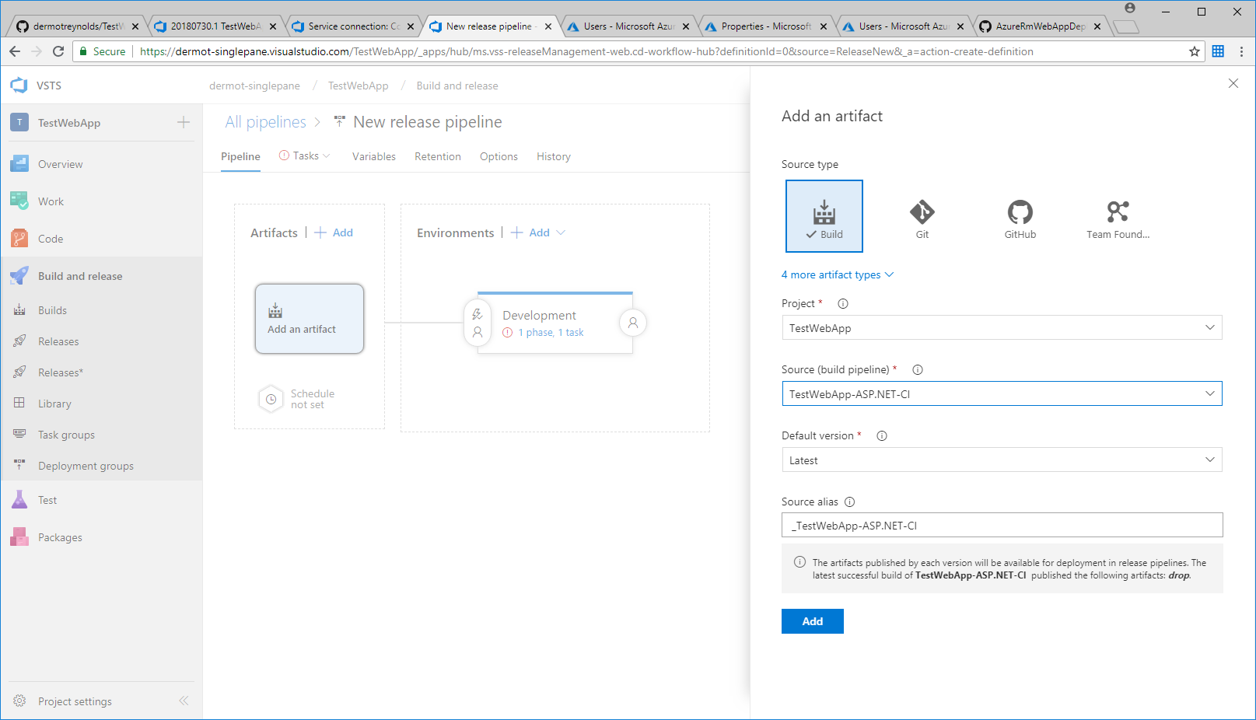 dermotreynolds/TestW
20180730.1 TestWebA
Service connection: Co
New release pipeline -
Users - Microsoft Azur
Properties - Microsoft
Users - Microsoft Azur
AzureRmWebAppDep
Secure
https://dermot-singlepane.visualstudio.com/TestWebApp/_apps/hub/ms.vss-releaseManagement-web.cd-workflow-hub?definitionId=0&source=ReleaseNew&_a=action-create-definition
VSTS
dermot-singlepane / TestWebApp / Build and release
T TestWebApp
Overview
Work
Code
Build and release
Builds
Releases
Releases*
Library
Task groups
Deployment groups
Test
Packages
Project settings
All pipelines > New release pipeline
Pipeline
Tasks
Variables
Retention
Options
History
Artifacts | + Add
Add an artifact
Schedule
not set
Environments | + Add
Development
1 phase, 1 task
Add an artifact
Source type
Build
Git
GitHub
Team Found...
4 more artifact types
Project *
TestWebApp
Source (build pipeline) *
TestWebApp-ASP.NET-CI
Default version *
Latest
Source alias
_TestWebApp-ASP.NET-CI
The artifacts published by each version will be available for deployment in release pipelines. The
latest successful build of TestWebApp-ASP.NET-CI published the following artifacts: drop.
Add